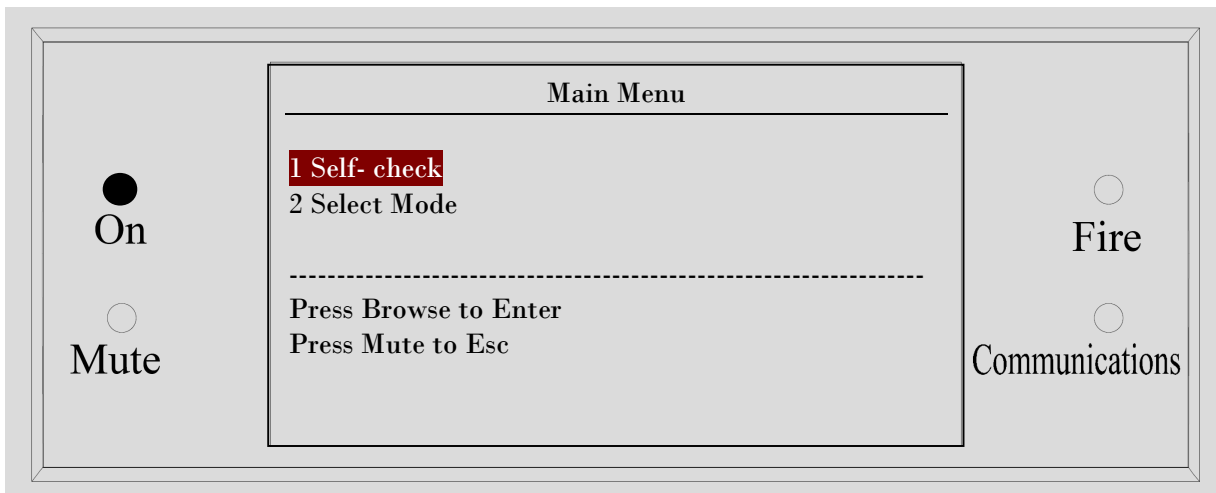 Main Menu
1 Self- check
2 Select Mode
-----------------------------------------------------------------
Press Browse to Enter
Press Mute to Esc
On
Mute
Fire
Communications